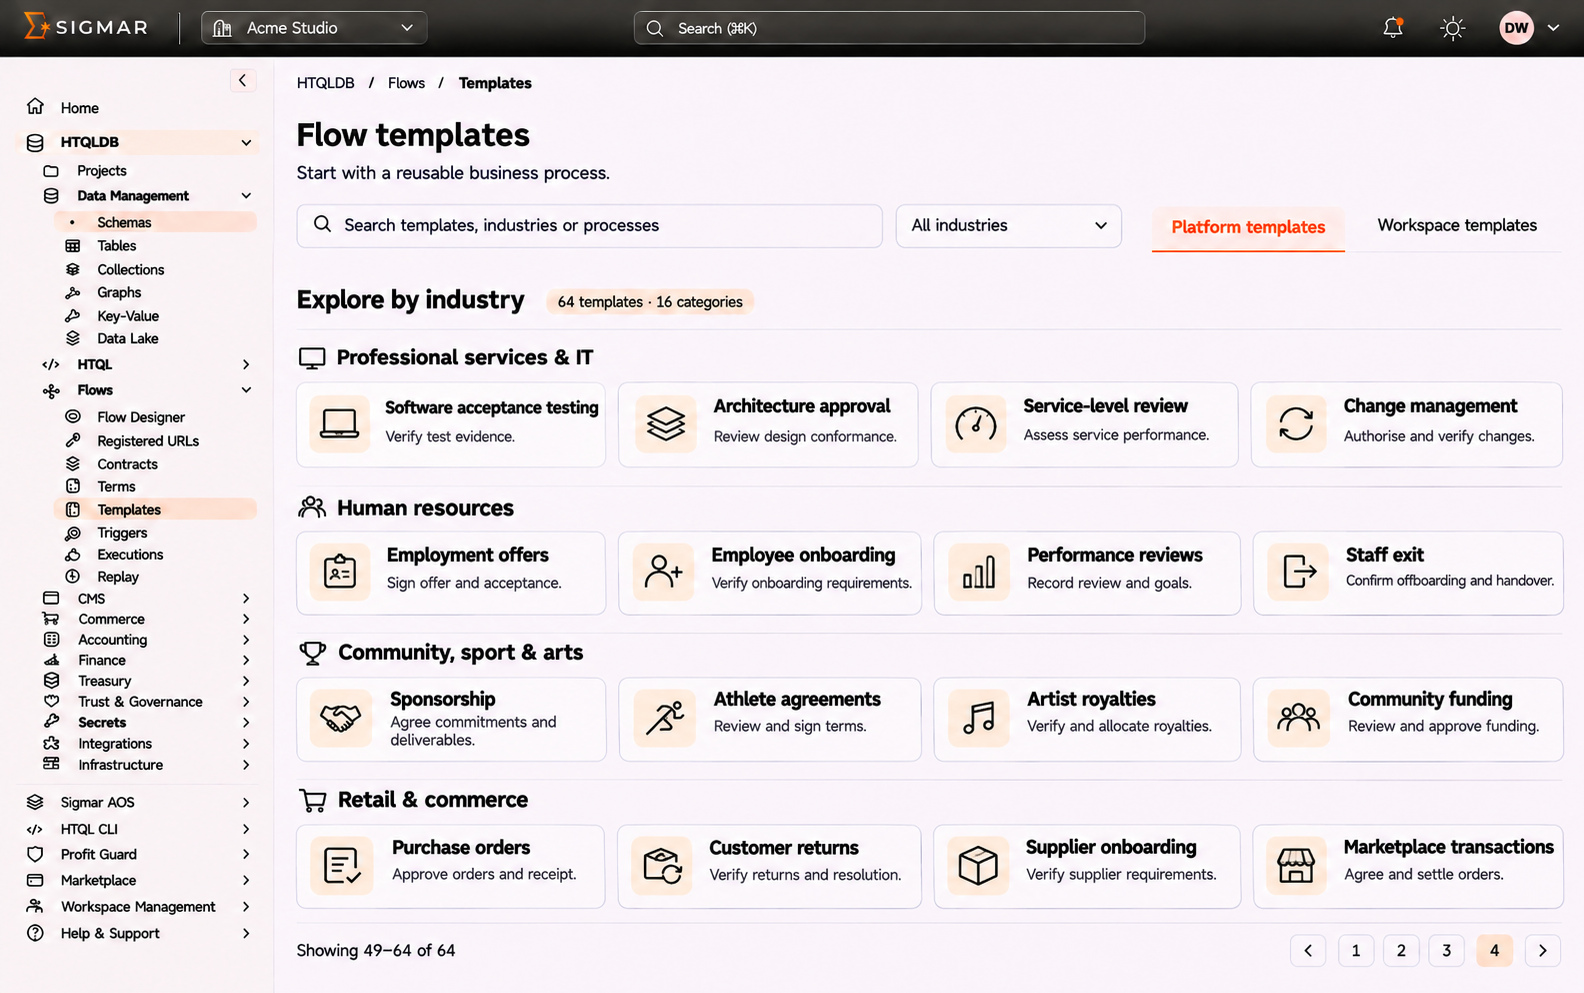 SIGMAR
Acme Studio
Search (⌘K)
DW
Home
HTQLDB
Projects
Data Management
Schemas
Tables
Collections
Graphs
Key-Value
Data Lake
HTQL
Flows
Flow Designer
Registered URLs
Contracts
Terms
Templates
Triggers
Executions
Replay
CMS
Commerce
Accounting
Finance
Treasury
Trust & Governance
Secrets
Integrations
Infrastructure
Sigmar AOS
HTQL CLI
Profit Guard
Marketplace
Workspace Management
Help & Support
HTQLDB / Flows / Templates
Flow templates
Start with a reusable business process.
Search templates, industries or processes
All industries
Platform templates
Workspace templates
Explore by industry
64 templates · 16 categories
Professional services & IT
Software acceptance testing
Verify test evidence.
Architecture approval
Review design conformance.
Service-level review
Assess service performance.
Change management
Authorise and verify changes.
Human resources
Employment offers
Sign offer and acceptance.
Employee onboarding
Verify onboarding requirements.
Performance reviews
Record review and goals.
Staff exit
Confirm offboarding and handover.
Community, sport & arts
Sponsorship
Agree commitments and
deliverables.
Athlete agreements
Review and sign terms.
Artist royalties
Verify and allocate royalties.
Community funding
Review and approve funding.
Retail & commerce
Purchase orders
Approve orders and receipt.
Customer returns
Verify returns and resolution.
Supplier onboarding
Verify supplier requirements.
Marketplace transactions
Agree and settle orders.
Showing 49–64 of 64
1 2 3 4